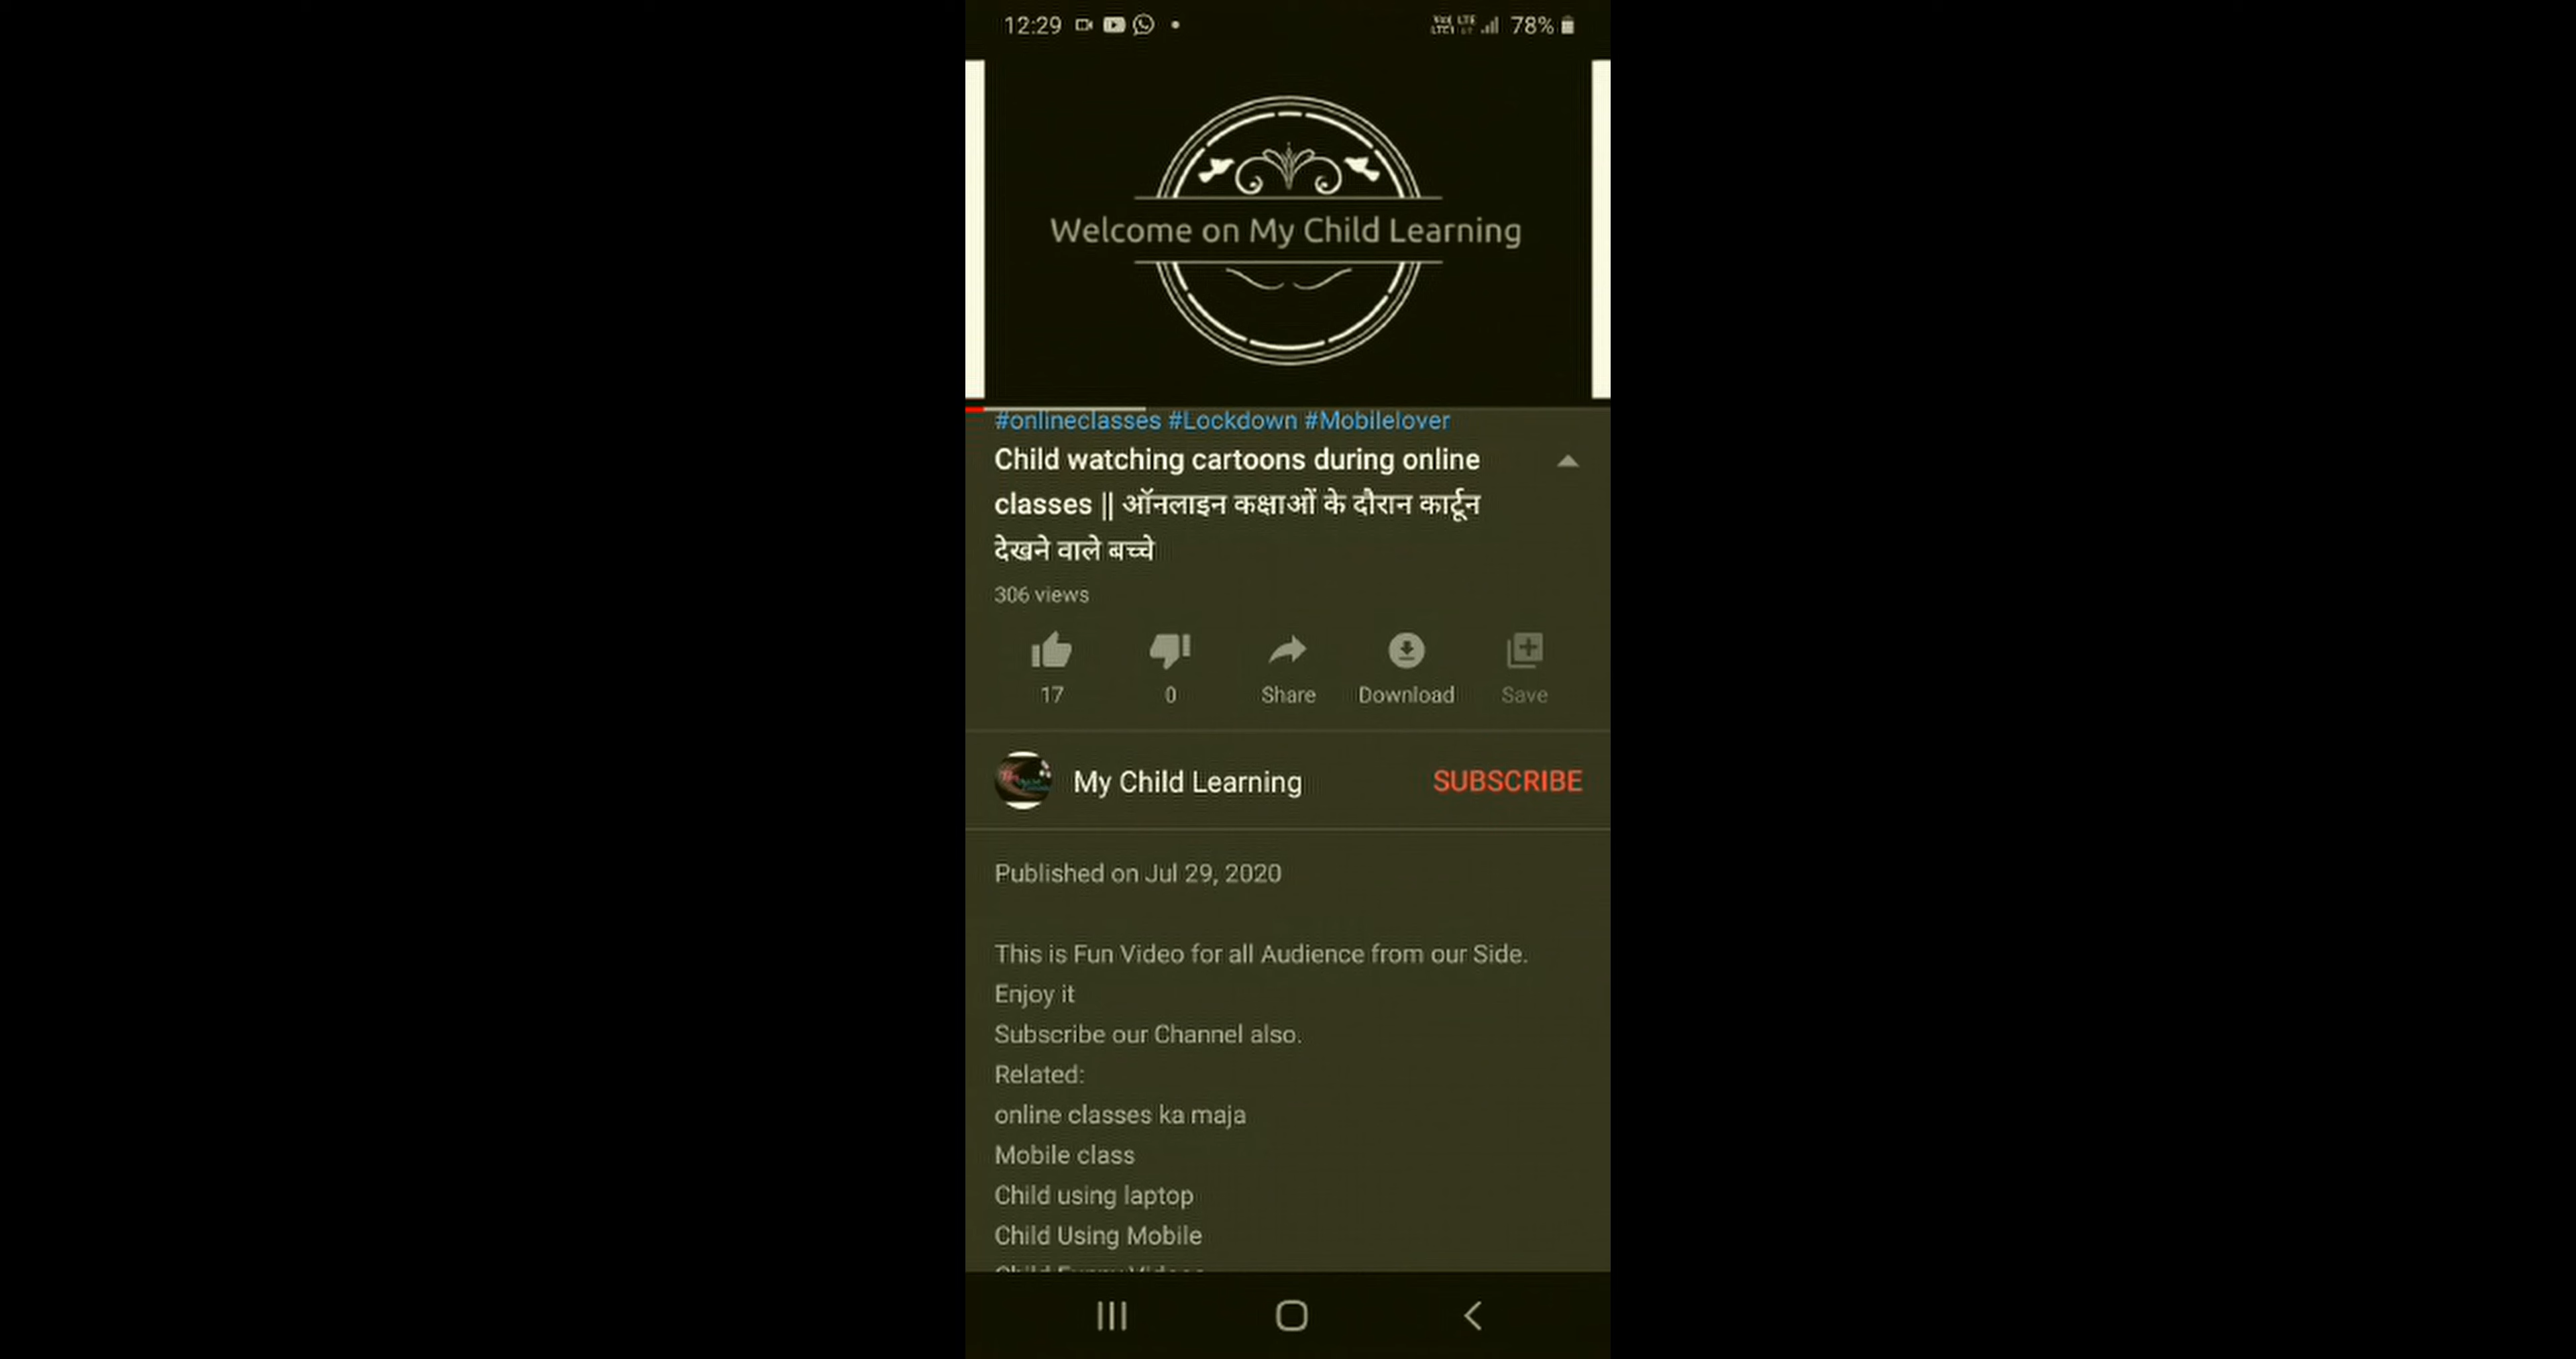 12:29
78%
Welcome on My Child Learning
#onlineclasses #Lockdown #Mobilelover
Child watching cartoons during online
classes || ऑनलाइन कक्षाओं के दौरान कार्टून
देखने वाले बच्चे
306 views
17 0 Share Download Save
My Child Learning SUBSCRIBE
Published on Jul 29, 2020
This is Fun Video for all Audience from our Side.
Enjoy it
Subscribe our Channel also.
Related:
online classes ka maja
Mobile class
Child using laptop
Child Using Mobile